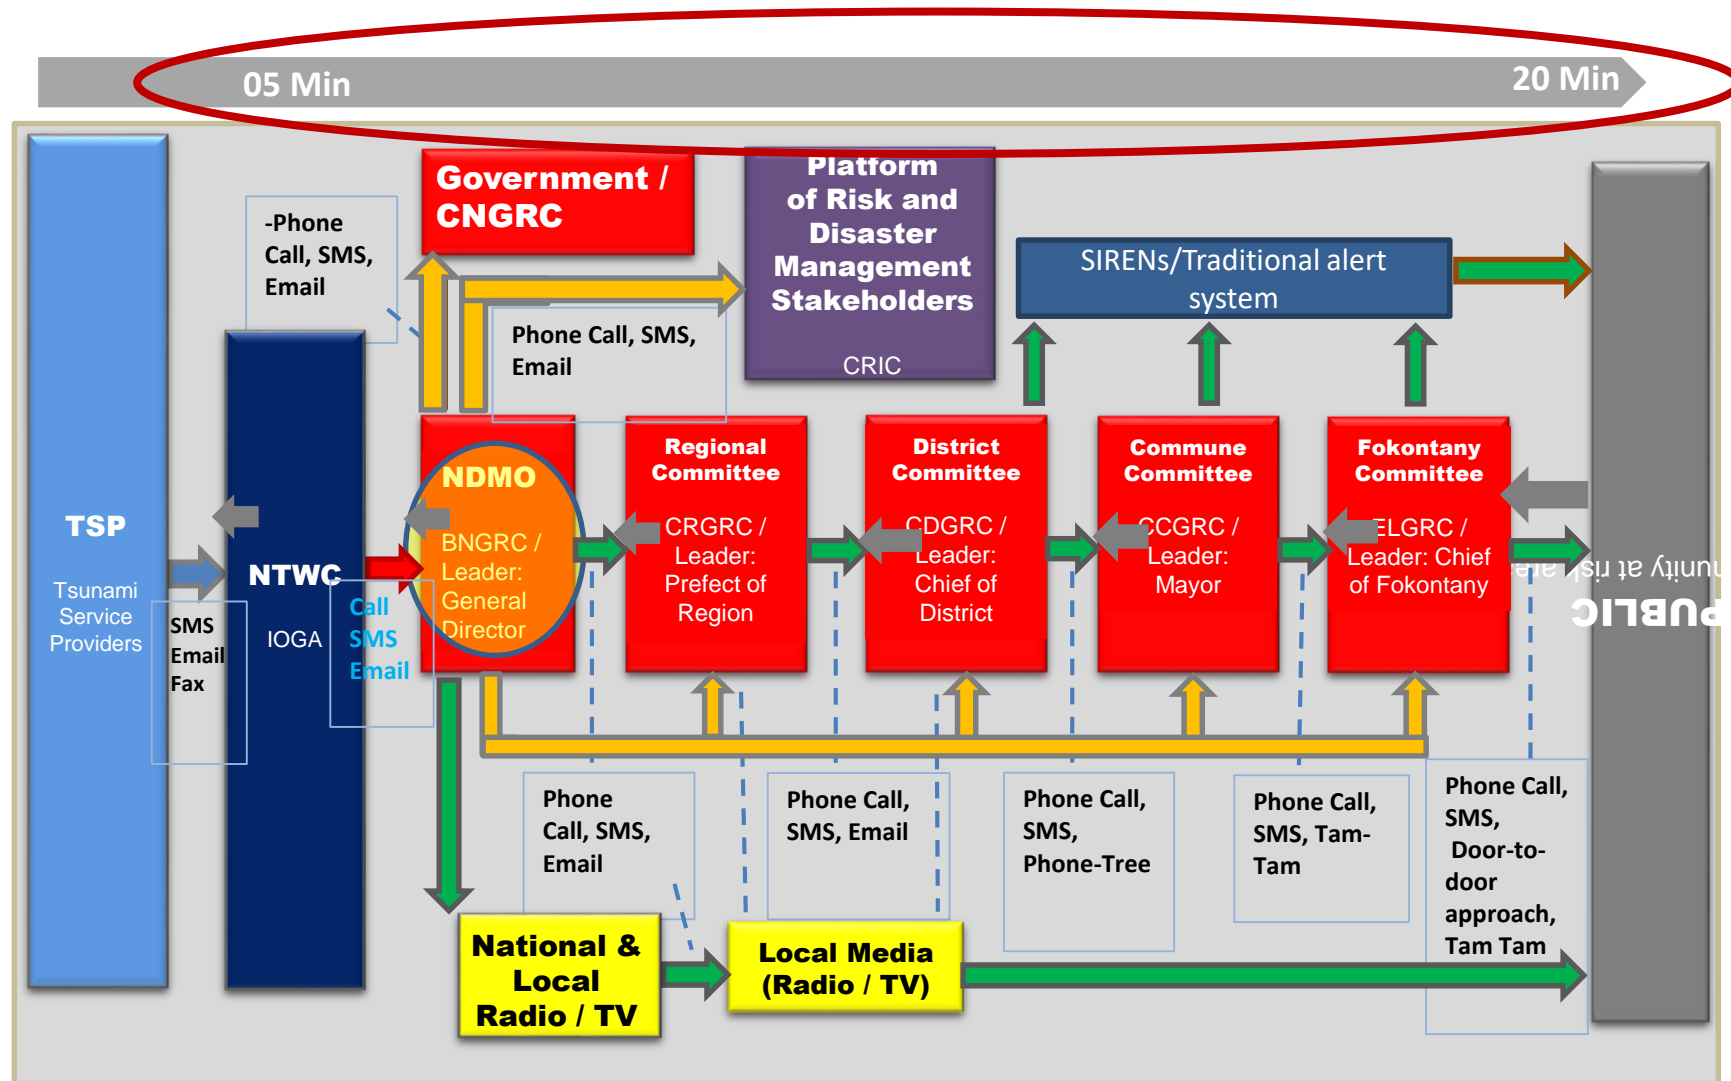 05 Min
20 Min
Government /
CNGRC
Platform
of Risk and
Disaster
Management
Stakeholders
CRIC
-Phone
Call, SMS,
Email
Phone Call, SMS,
Email
SIRENs/Traditional alert
system
TSP
Tsunami
Service
Providers
SMS
Email
Fax
NTWC
IOGA
Call
SMS
Email
NDMO
BNGRC /
Leader:
General
Director
Regional
Committee
CRGRC /
Leader:
Prefect of
Region
District
Committee
CDGRC /
Leader:
Chief of
District
Commune
Committee
CCGRC /
Leader:
Mayor
Fokontany
Committee
ELGRC /
Leader: Chief
of Fokontany
PUBLIC
at risk
Phone
Call, SMS,
Email
Phone Call,
SMS, Email
Phone Call,
SMS,
Phone-Tree
Phone Call,
SMS, Tam-
Tam
Phone Call,
SMS,
Door-to-
door
approach,
Tam Tam
National &
Local
Radio / TV
Local Media
(Radio / TV)